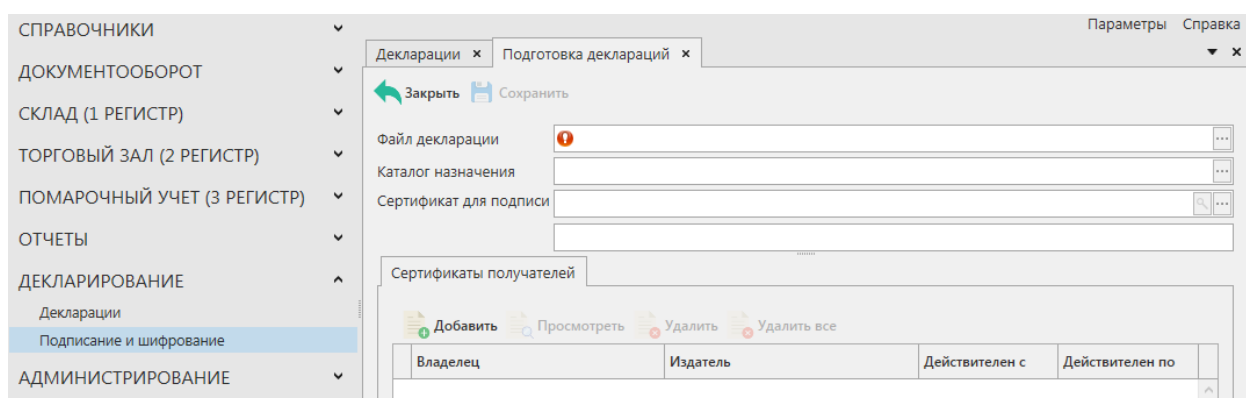 Параметры Справка
СПРАВОЧНИКИ
ДОКУМЕНТООБОРОТ
СКЛАД (1 РЕГИСТР)
ТОРГОВЫЙ ЗАЛ (2 РЕГИСТР)
ПОМАРОЧНЫЙ УЧЕТ (3 РЕГИСТР)
ОТЧЕТЫ
ДЕКЛАРИРОВАНИЕ
Декларации
Подписание и шифрование
АДМИНИСТРИРОВАНИЕ
Декларации Подготовка деклараций
Закрыть Сохранить
Файл декларации
Каталог назначения
Сертификат для подписи
Сертификаты получателей
Добавить Просмотреть Удалить Удалить все
Владелец Издатель Действителен с Действителен по